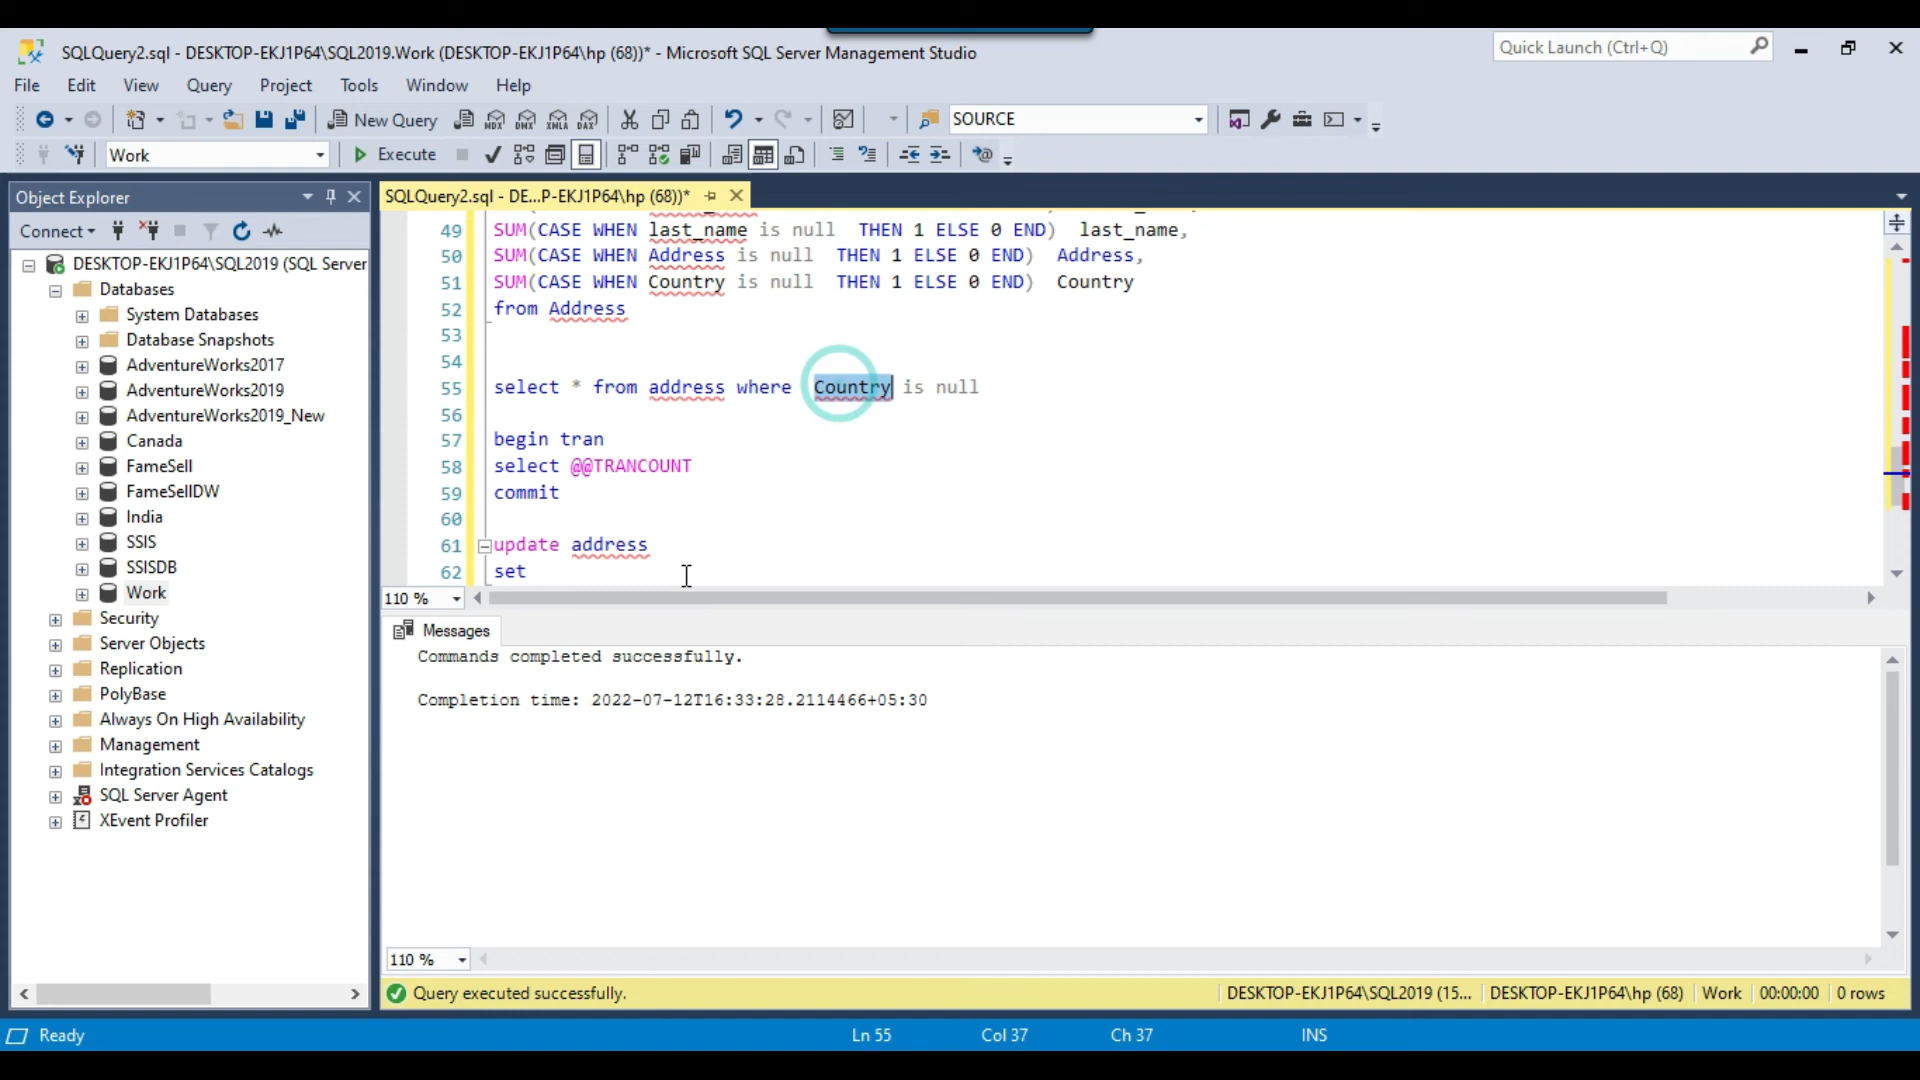 SQLQuery2.sql - DESKTOP-EKJ1P64\SQL2019.Work (DESKTOP-EKJ1P64\hp (68))* - Microsoft SQL Server Management Studio
Quick Launch (Ctrl+Q)
File Edit View Query Project Tools Window Help
New Query
MDX DMX XMLA DAX
SOURCE
Work
Execute
Object Explorer
SQLQuery2.sql - DE...P-EKJ1P64\hp (68))*
Connect
DESKTOP-EKJ1P64\SQL2019 (SQL Server
Databases
System Databases
Database Snapshots
AdventureWorks2017
AdventureWorks2019
AdventureWorks2019_New
Canada
FameSell
FameSellDW
India
SSIS
SSISDB
Work
Security
Server Objects
Replication
PolyBase
Always On High Availability
Management
Integration Services Catalogs
SQL Server Agent
XEvent Profiler
49 SUM(CASE WHEN last_name is null THEN 1 ELSE 0 END) last_name,
50 SUM(CASE WHEN Address is null THEN 1 ELSE 0 END) Address,
51 SUM(CASE WHEN Country is null THEN 1 ELSE 0 END) Country
52 from Address
53
54
55 select * from address where Country is null
56
57 begin tran
58 select @@TRANCOUNT
59 commit
60
61 update address
62 set
110 %
Messages
Commands completed successfully.
Completion time: 2022-07-12T16:33:28.2114466+05:30
110 %
Query executed successfully.
DESKTOP-EKJ1P64\SQL2019 (15... DESKTOP-EKJ1P64\hp (68) Work 00:00:00 0 rows
Ready
Ln 55 Col 37 Ch 37 INS